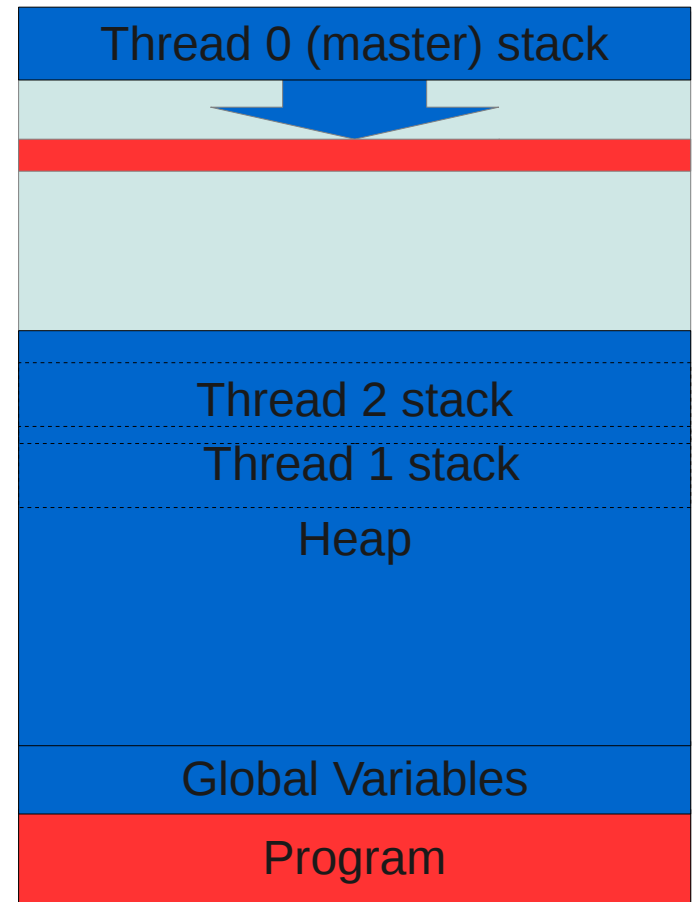 Thread 0 (master) stack
Thread 2 stack
Thread 1 stack
Heap
Global Variables
Program